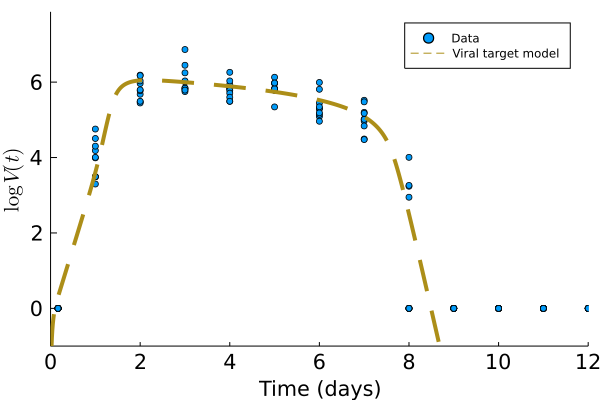 Data
Viral target model
log V(t)
6
4
2
0
0 2 4 6 8 10 12
Time (days)